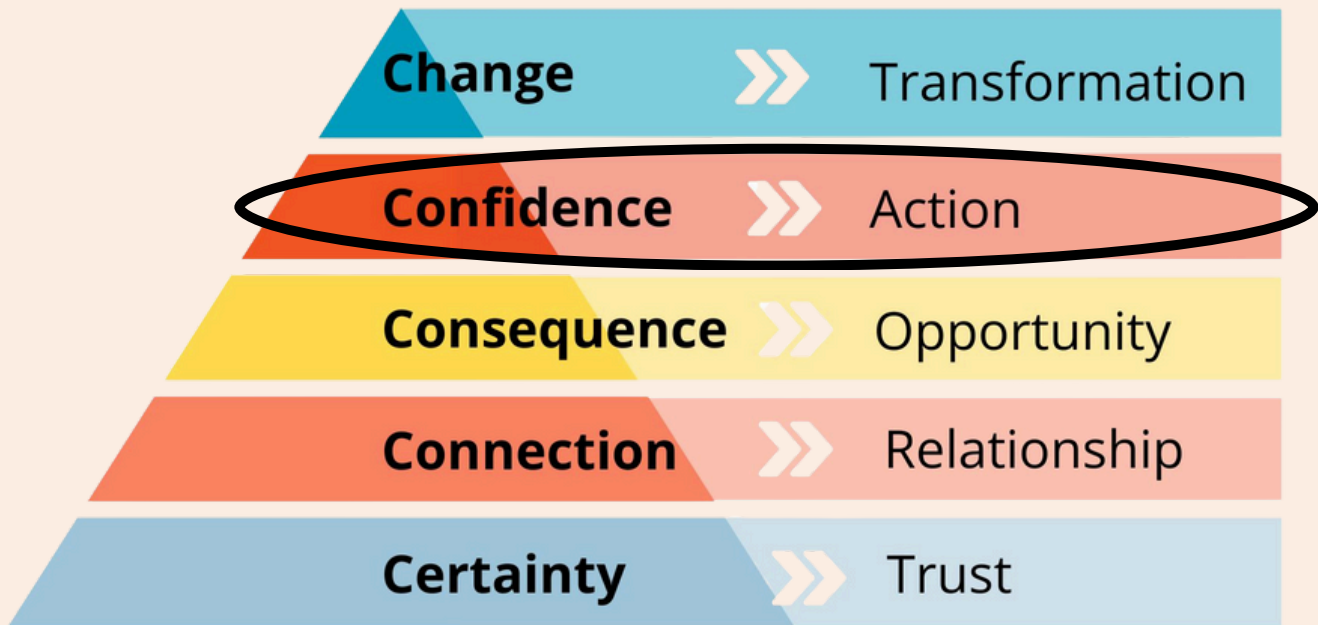 Change Transformation
Confidence Action
Consequence Opportunity
Connection Relationship
Certainty Trust